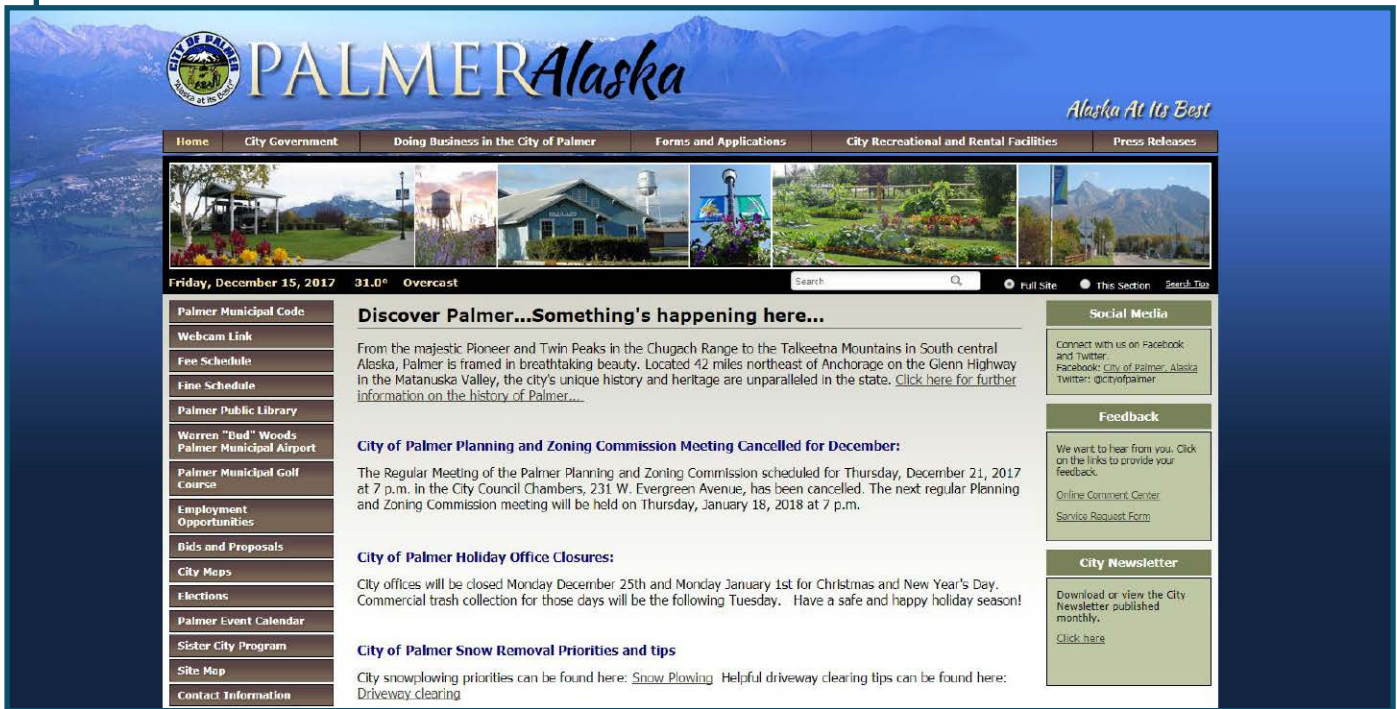 CITY OF PALMER
"Alaska at its Best"
PALMER Alaska
Alaska At Its Best
Home City Government Doing Business in the City of Palmer Forms and Applications City Recreational and Rental Facilities Press Releases
Friday, December 15, 2017 31.0° Overcast Search Full Site This Section Search Tips
Palmer Municipal Code
Webcam Link
Fee Schedule
Fine Schedule
Palmer Public Library
Warren "Bud" Woods
Palmer Municipal Airport
Palmer Municipal Golf
Course
Employment
Opportunities
Bids and Proposals
City Maps
Elections
Palmer Event Calendar
Sister City Program
Site Map
Contact Information
Discover Palmer...Something's happening here...
From the majestic Pioneer and Twin Peaks in the Chugach Range to the Talkeetna Mountains in South central
Alaska, Palmer is framed in breathtaking beauty. Located 42 miles northeast of Anchorage on the Glenn Highway
in the Matanuska Valley, the city's unique history and heritage are unparalleled in the state. Click here for further
information on the history of Palmer....
City of Palmer Planning and Zoning Commission Meeting Cancelled for December:
The Regular Meeting of the Palmer Planning and Zoning Commission scheduled for Thursday, December 21, 2017
at 7 p.m. in the City Council Chambers, 231 W. Evergreen Avenue, has been cancelled. The next regular Planning
and Zoning Commission meeting will be held on Thursday, January 18, 2018 at 7 p.m.
City of Palmer Holiday Office Closures:
City offices will be closed Monday December 25th and Monday January 1st for Christmas and New Year's Day.
Commercial trash collection for those days will be the following Tuesday. Have a safe and happy holiday season!
City of Palmer Snow Removal Priorities and tips
City snowplowing priorities can be found here: Snow Plowing Helpful driveway clearing tips can be found here:
Driveway clearing
Social Media
Connect with us on Facebook
and Twitter.
Facebook: City of Palmer, Alaska
Twitter: @cityofpalmer
Feedback
We want to hear from you. Click
on the links to provide your
feedback.
Online Comment Center
Service Request Form
City Newsletter
Download or view the City
Newsletter published
monthly.
Click here